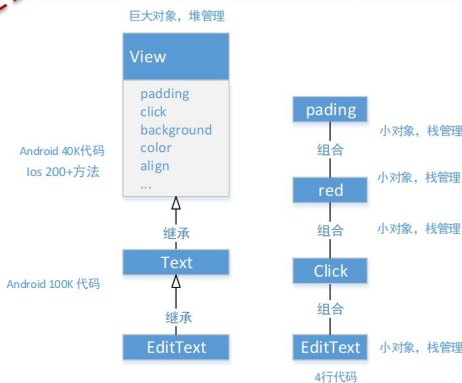 巨大对象，堆管理
View
padding
click
background
color
align
...
Android 40K代码
Ios 200+方法
继承
Text
Android 100K 代码
继承
EditText
pading
小对象，栈管理
组合
red
小对象，栈管理
组合
小对象，栈管理
Click
组合
EditText
小对象，栈管理
4行代码